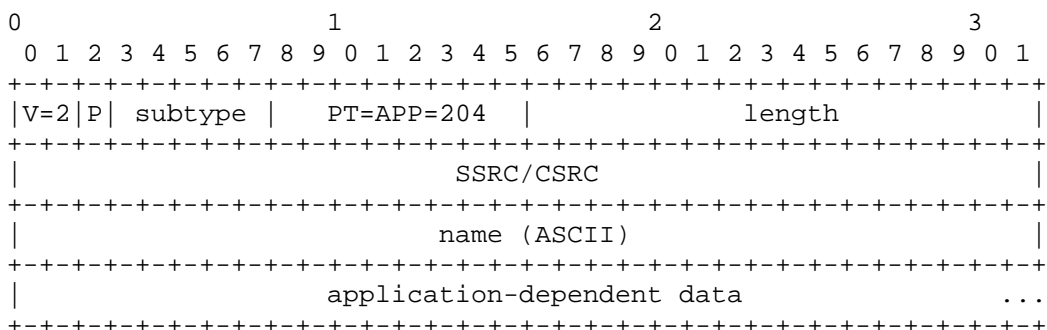 0                   1                   2                   3
 0 1 2 3 4 5 6 7 8 9 0 1 2 3 4 5 6 7 8 9 0 1 2 3 4 5 6 7 8 9 0 1
+-+-+-+-+-+-+-+-+-+-+-+-+-+-+-+-+-+-+-+-+-+-+-+-+-+-+-+-+-+-+-+-+
|V=2|P| subtype |   PT=APP=204  |             length            |
+-+-+-+-+-+-+-+-+-+-+-+-+-+-+-+-+-+-+-+-+-+-+-+-+-+-+-+-+-+-+-+-+
|                           SSRC/CSRC                           |
+-+-+-+-+-+-+-+-+-+-+-+-+-+-+-+-+-+-+-+-+-+-+-+-+-+-+-+-+-+-+-+-+
|                          name (ASCII)                         |
+-+-+-+-+-+-+-+-+-+-+-+-+-+-+-+-+-+-+-+-+-+-+-+-+-+-+-+-+-+-+-+-+
|                   application-dependent data                ...
+-+-+-+-+-+-+-+-+-+-+-+-+-+-+-+-+-+-+-+-+-+-+-+-+-+-+-+-+-+-+-+-+